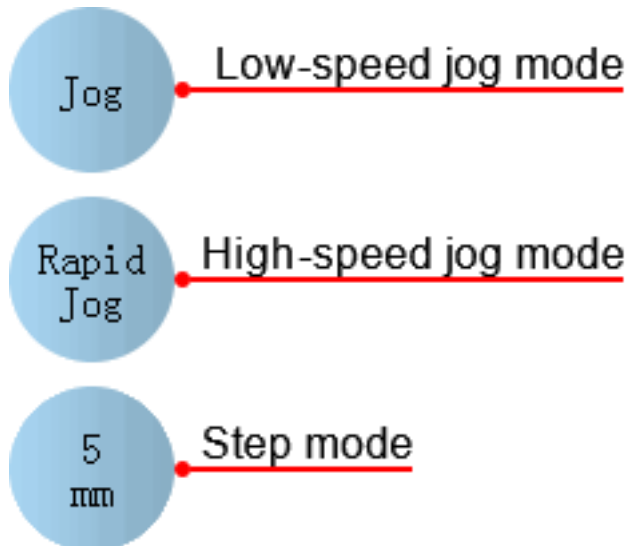 Jog
Low-speed jog mode
Rapid
Jog
High-speed jog mode
5
mm
Step mode